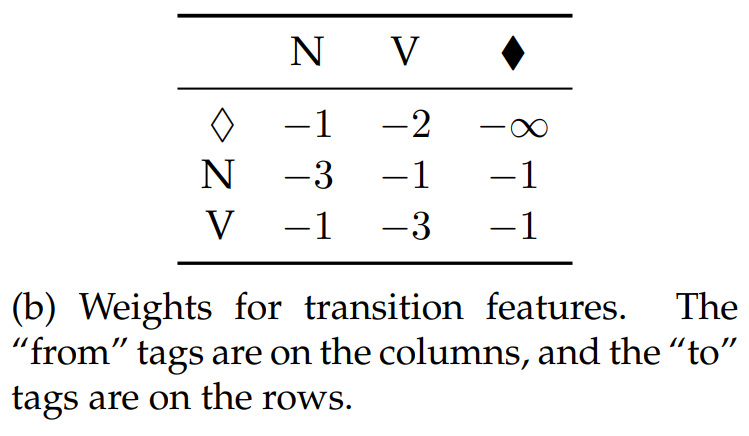 N V ♦
◊ −1 −2 −∞
N −3 −1 −1
V −1 −3 −1
(b) Weights for transition features. The
“from” tags are on the columns, and the “to”
tags are on the rows.